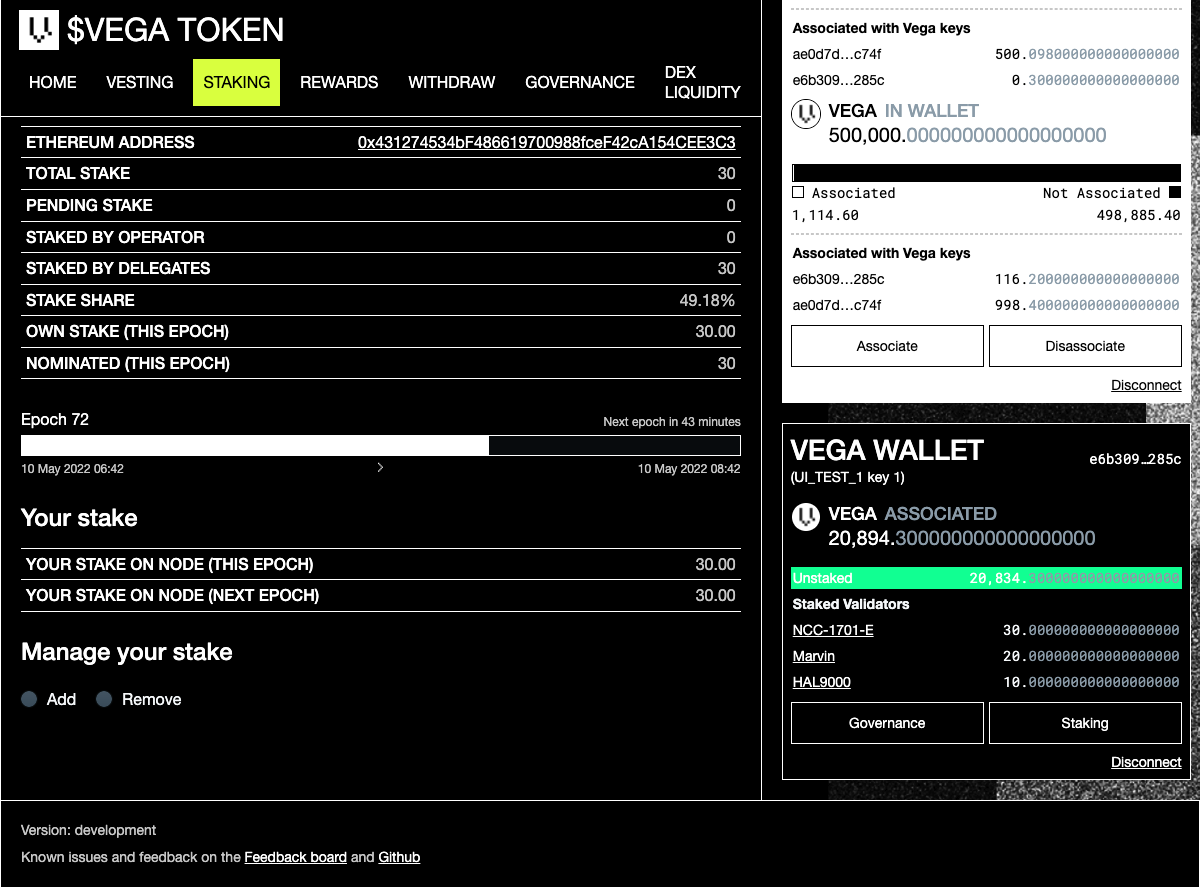 $VEGA TOKEN
HOME VESTING STAKING REWARDS WITHDRAW GOVERNANCE DEX LIQUIDITY
ETHEREUM ADDRESS 0x431274534bF486619700988fceF42cA154CEE3C3
TOTAL STAKE 30
PENDING STAKE 0
STAKED BY OPERATOR 0
STAKED BY DELEGATES 30
STAKE SHARE 49.18%
OWN STAKE (THIS EPOCH) 30.00
NOMINATED (THIS EPOCH) 30
Epoch 72 Next epoch in 43 minutes
10 May 2022 06:42 10 May 2022 08:42
Your stake
YOUR STAKE ON NODE (THIS EPOCH) 30.00
YOUR STAKE ON NODE (NEXT EPOCH) 30.00
Manage your stake
Add Remove
Associated with Vega keys
ae0d7d…c74f 500.098000000000000000
e6b309…285c 0.300000000000000000
VEGA IN WALLET
500,000.000000000000000000
Associated Not Associated
1,114.60 498,885.40
Associated with Vega keys
e6b309…285c 116.200000000000000000
ae0d7d…c74f 998.400000000000000000
Associate Disassociate
Disconnect
VEGA WALLET e6b309…285c
(UI_TEST_1 key 1)
VEGA ASSOCIATED
20,894.300000000000000000
Unstaked 20,834.300000000000000000
Staked Validators
NCC-1701-E 30.000000000000000000
Marvin 20.000000000000000000
HAL9000 10.000000000000000000
Governance Staking
Disconnect
Version: development
Known issues and feedback on the Feedback board and Github